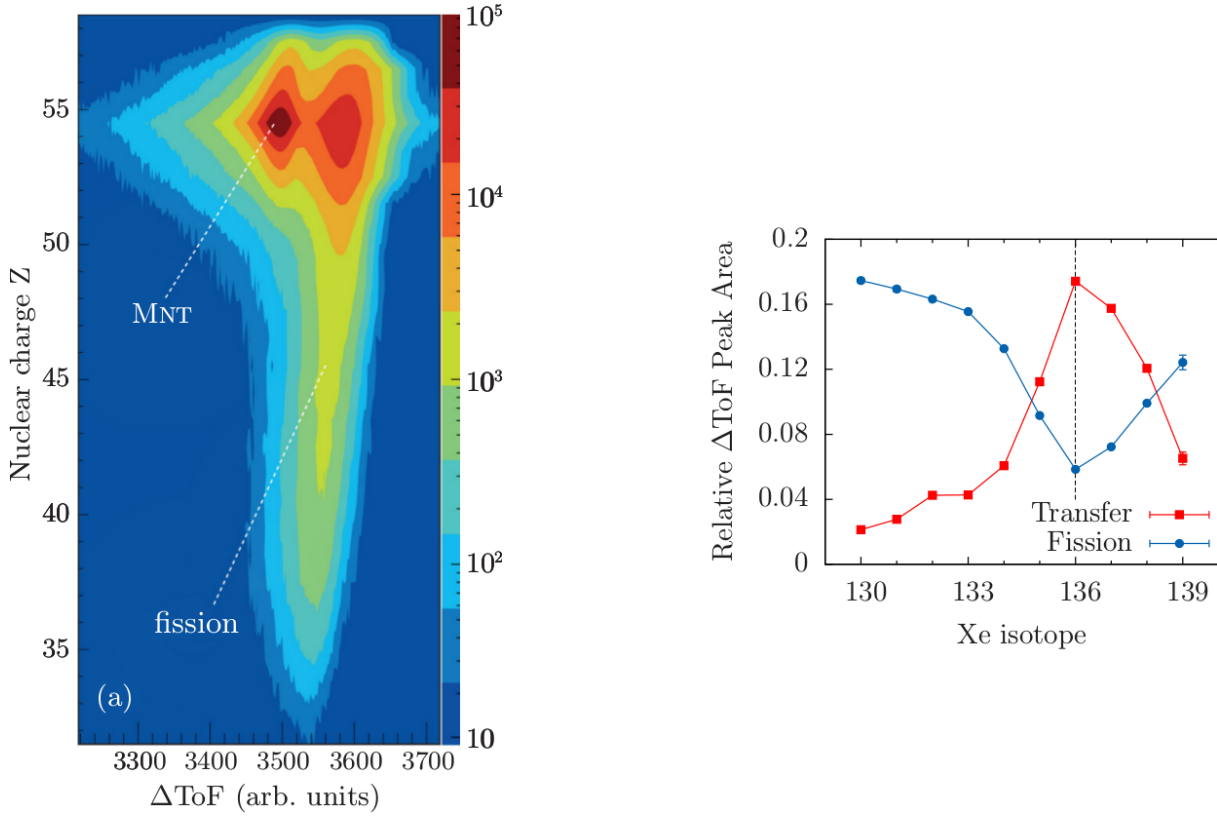 Nuclear charge Z
55
50
45
40
35
MNT
fission
(a)
3300 3400 3500 3600 3700
ΔToF (arb. units)
10⁵
10⁴
10³
10²
10
Relative ΔToF Peak Area
0.2
0.16
0.12
0.08
0.04
0
Transfer
Fission
130 133 136 139
Xe isotope